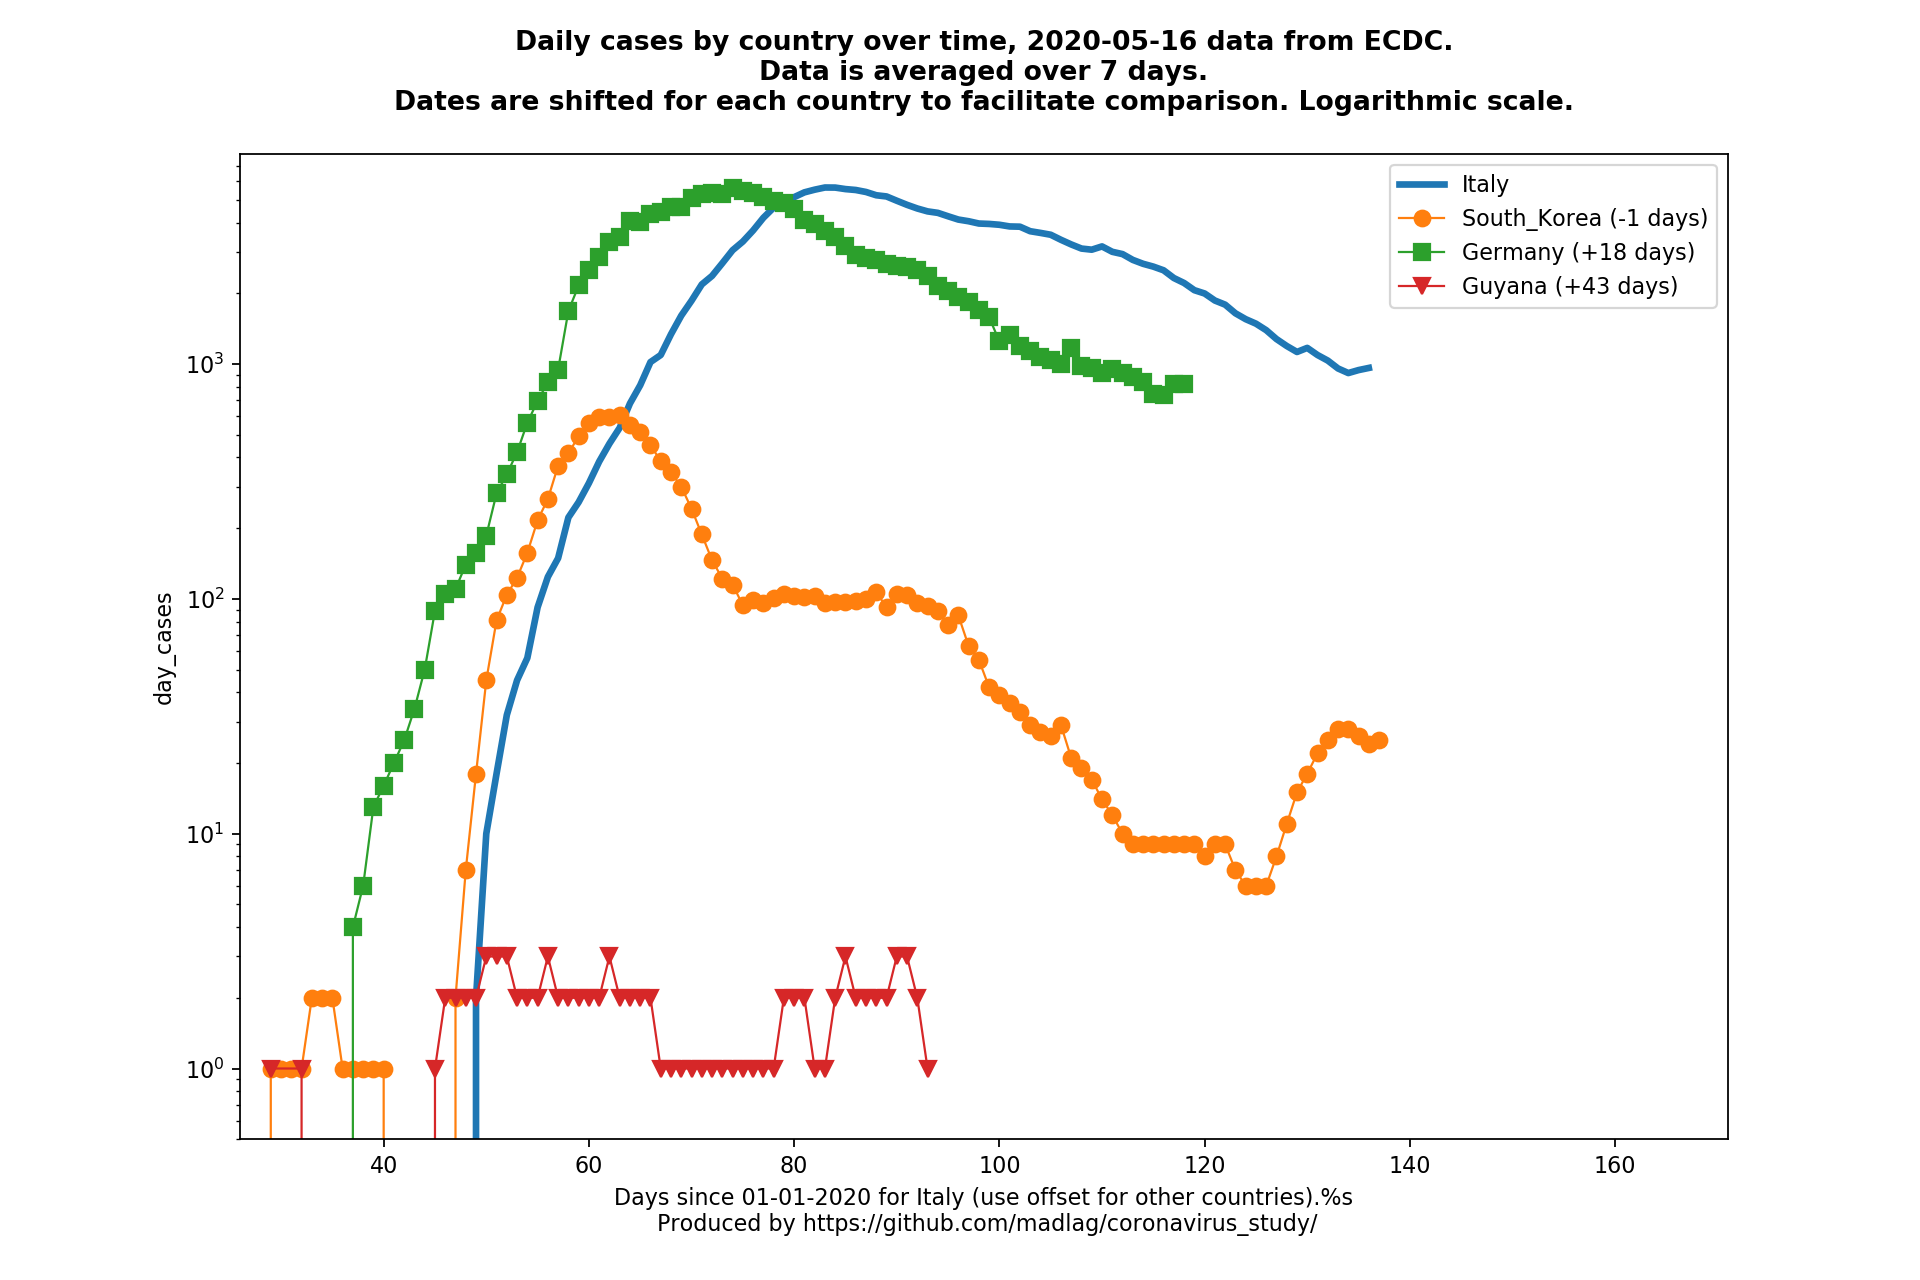 Daily cases by country over time, 2020-05-16 data from ECDC.
Data is averaged over 7 days.
Dates are shifted for each country to facilitate comparison. Logarithmic scale.
Italy
South_Korea (-1 days)
Germany (+18 days)
Guyana (+43 days)
day_cases
10³
10²
10¹
10⁰
40 60 80 100 120 140 160
Days since 01-01-2020 for Italy (use offset for other countries).%s
Produced by https://github.com/madlag/coronavirus_study/